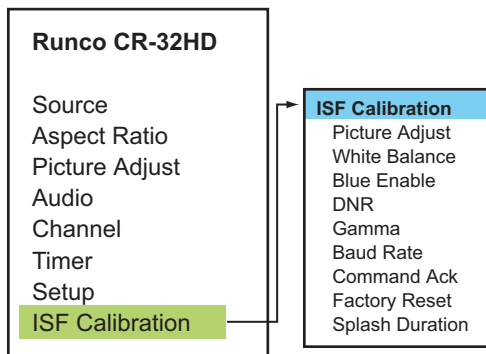 Runco CR-32HD
Source
Aspect Ratio
Picture Adjust
Audio
Channel
Timer
Setup
ISF Calibration
ISF Calibration
Picture Adjust
White Balance
Blue Enable
DNR
Gamma
Baud Rate
Command Ack
Factory Reset
Splash Duration